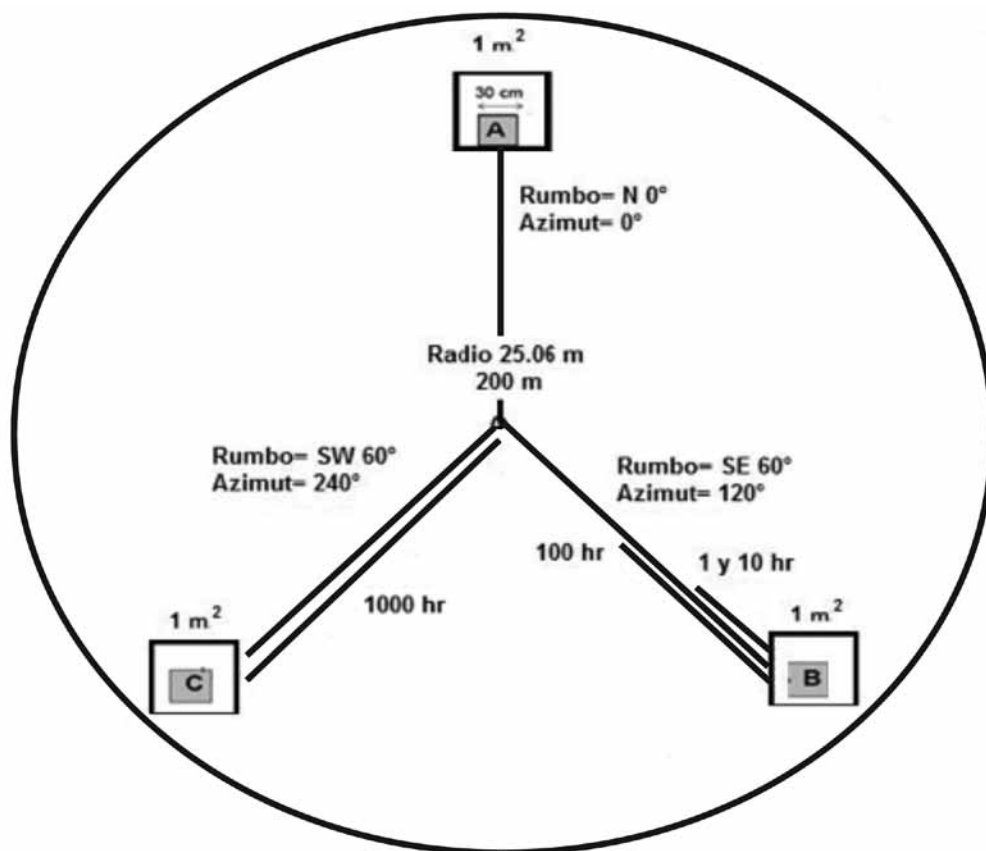 1 m²
30 cm
A
Rumbo= N 0°
Azimut= 0°
Radio 25.06 m
200 m
Rumbo= SW 60°
Azimut= 240°
Rumbo= SE 60°
Azimut= 120°
100 hr
1 y 10 hr
1000 hr
1 m²
C
1 m²
B